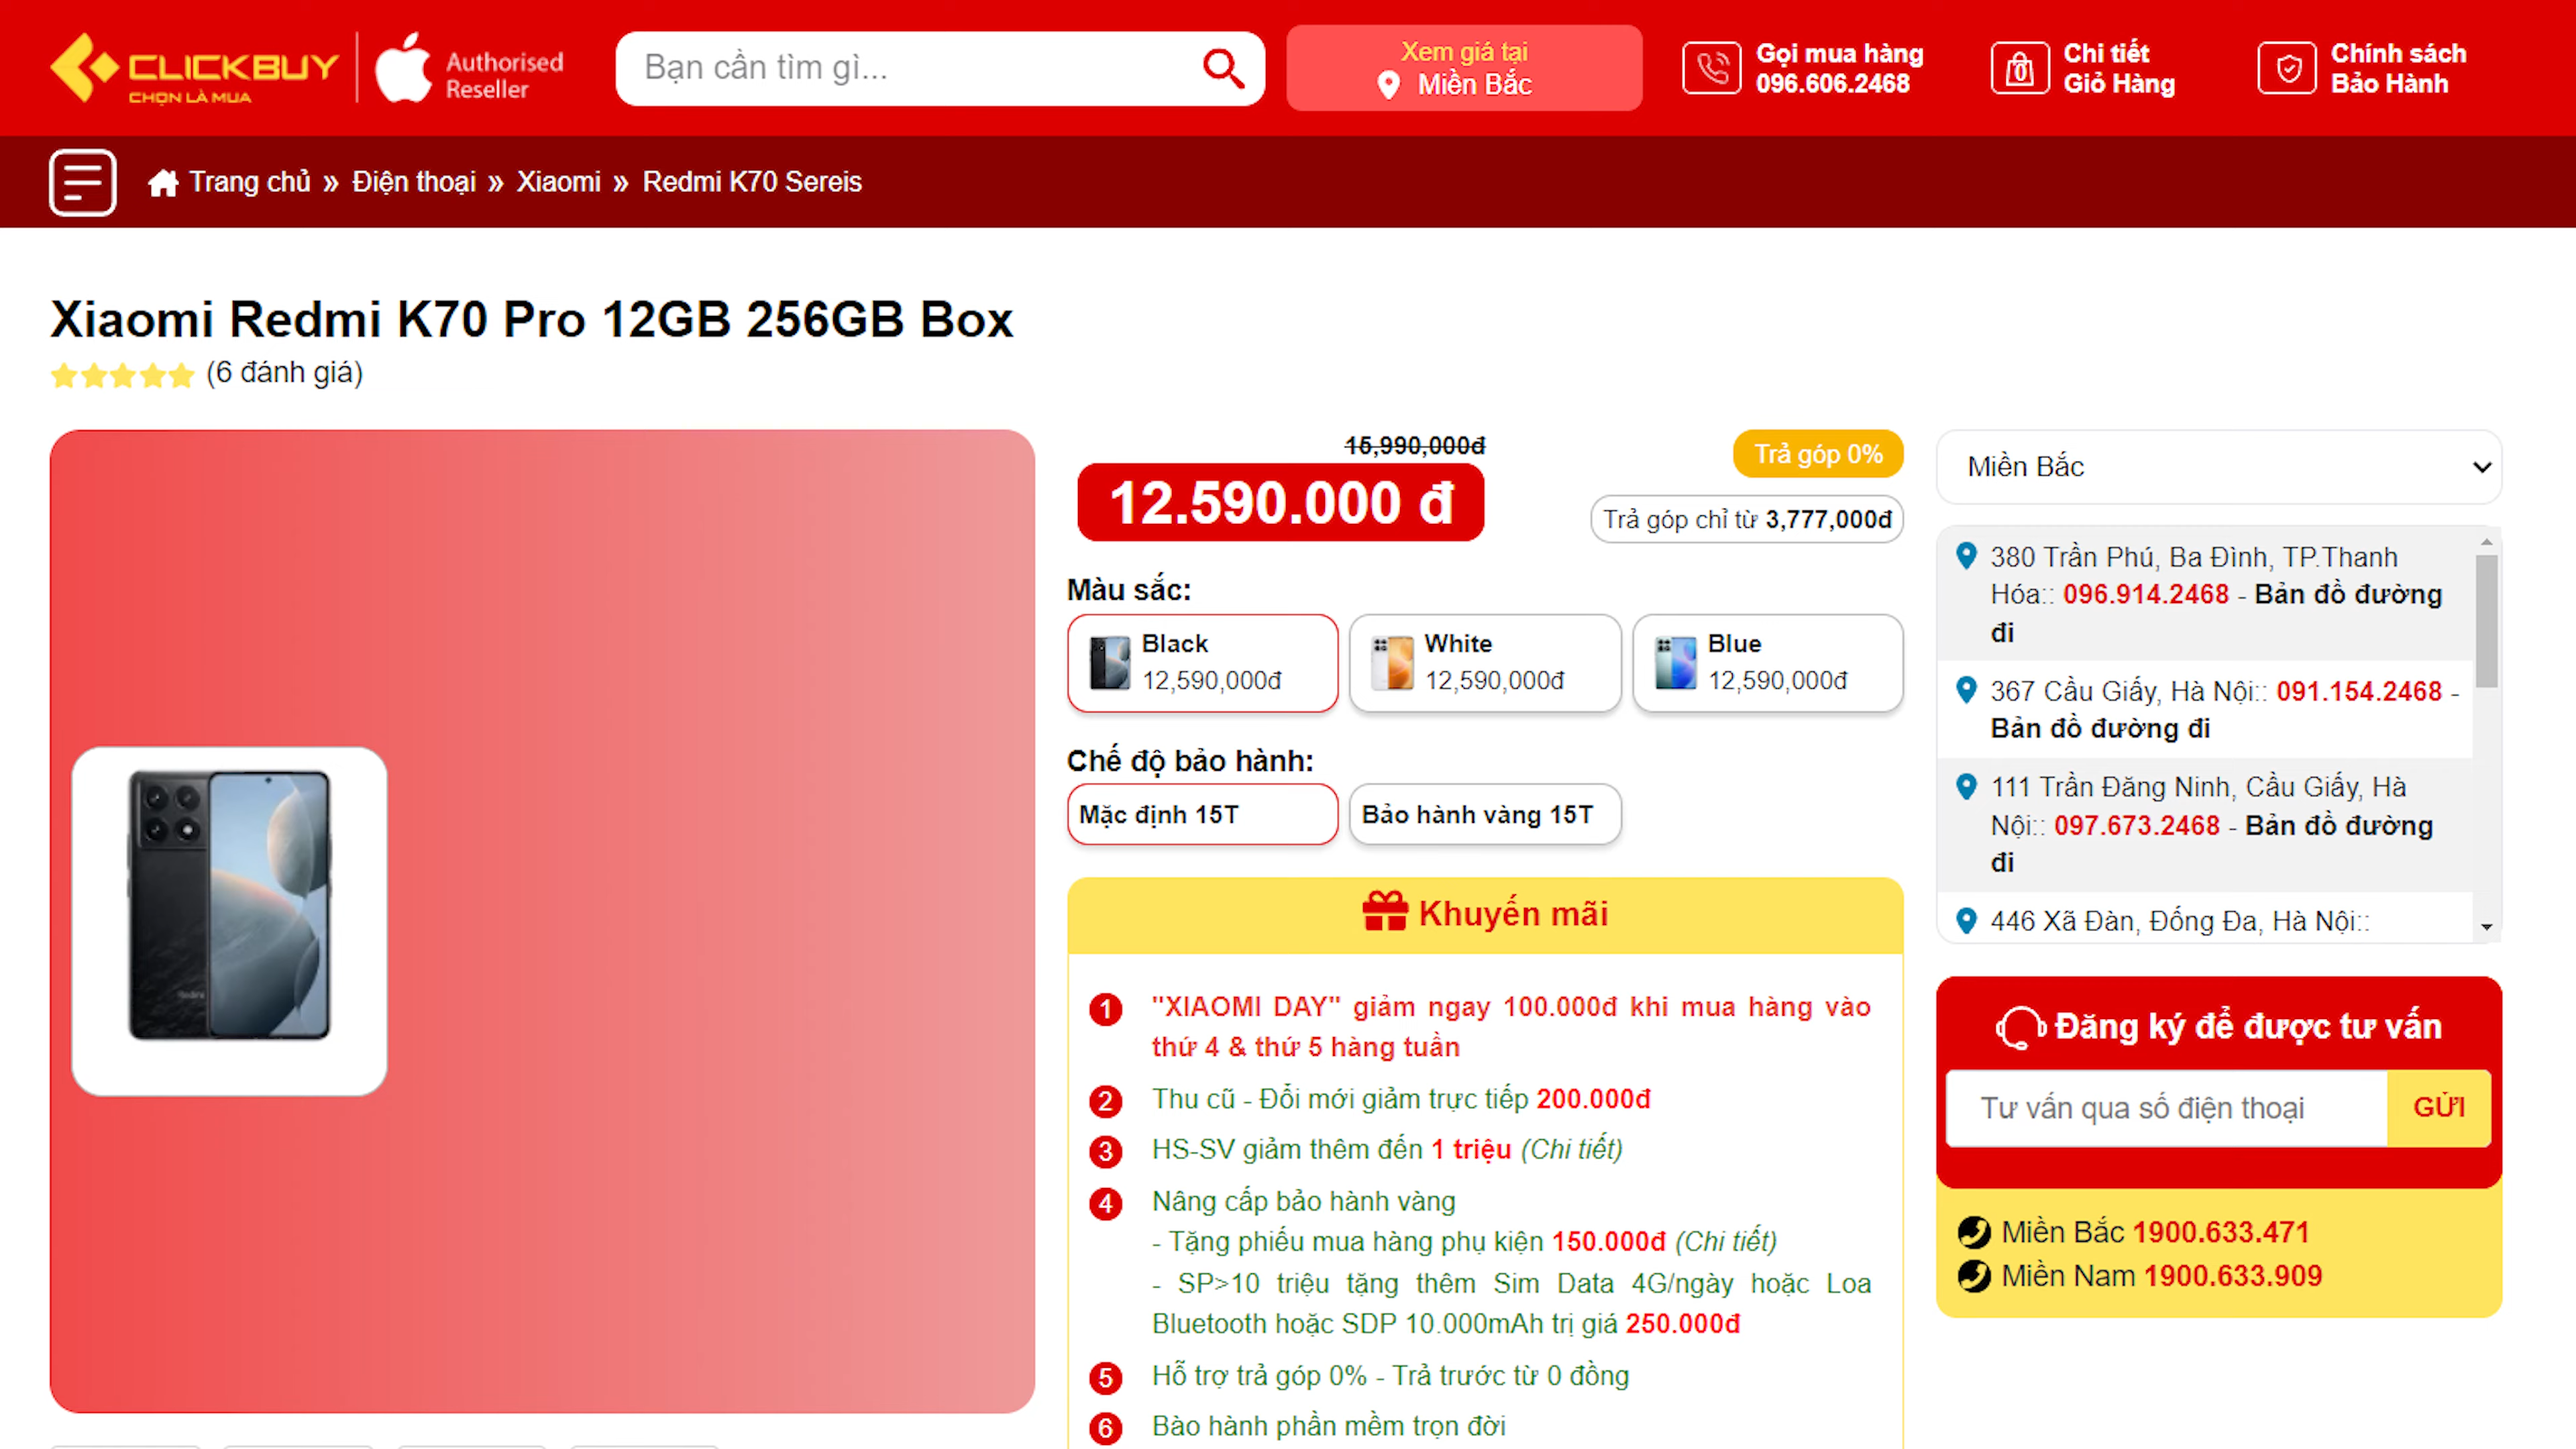 CLICKBUY
CHỌN LÀ MUA
Authorised
Reseller
Bạn cần tìm gì...
Xem giá tại
Miền Bắc
Gọi mua hàng
096.606.2468
0
Chi tiết
Giỏ Hàng
Chính sách
Bảo Hành
Trang chủ » Điện thoại » Xiaomi » Redmi K70 Sereis
Xiaomi Redmi K70 Pro 12GB 256GB Box
(6 đánh giá)
15,990,000đ
12.590.000 đ
Trả góp 0%
Trả góp chỉ từ 3,777,000đ
Màu sắc:
Black
12,590,000đ
White
12,590,000đ
Blue
12,590,000đ
Chế độ bảo hành:
Mặc định 15T
Bảo hành vàng 15T
Khuyến mãi
1 "XIAOMI DAY" giảm ngay 100.000đ khi mua hàng vào
thứ 4 & thứ 5 hàng tuần
2 Thu cũ - Đổi mới giảm trực tiếp 200.000đ
3 HS-SV giảm thêm đến 1 triệu (Chi tiết)
4 Nâng cấp bảo hành vàng
- Tặng phiếu mua hàng phụ kiện 150.000đ (Chi tiết)
- SP>10 triệu tặng thêm Sim Data 4G/ngày hoặc Loa
Bluetooth hoặc SDP 10.000mAh trị giá 250.000đ
5 Hỗ trợ trả góp 0% - Trả trước từ 0 đồng
6 Bào hành phần mềm trọn đời
Miền Bắc
380 Trần Phú, Ba Đình, TP.Thanh
Hóa:: 096.914.2468 - Bản đồ đường
đi
367 Cầu Giấy, Hà Nội:: 091.154.2468 -
Bản đồ đường đi
111 Trần Đăng Ninh, Cầu Giấy, Hà
Nội:: 097.673.2468 - Bản đồ đường
đi
446 Xã Đàn, Đống Đa, Hà Nội::
Đăng ký để được tư vấn
Tư vấn qua số điện thoại
GỬI
Miền Bắc 1900.633.471
Miền Nam 1900.633.909